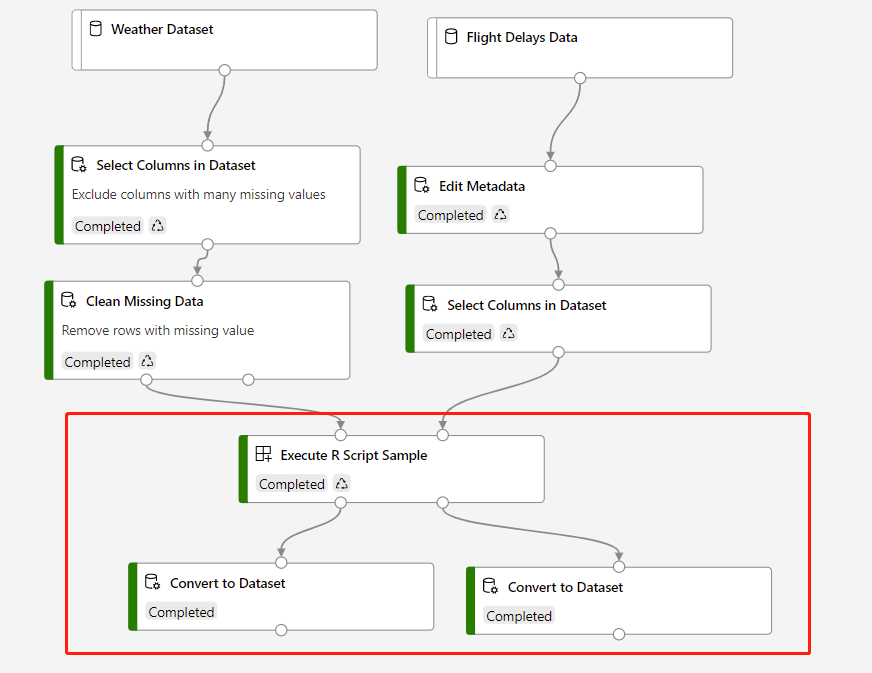 Weather Dataset
Flight Delays Data
Select Columns in Dataset
Exclude columns with many missing values
Completed
Edit Metadata
Completed
Clean Missing Data
Remove rows with missing value
Completed
Select Columns in Dataset
Completed
Execute R Script Sample
Completed
Convert to Dataset
Completed
Convert to Dataset
Completed